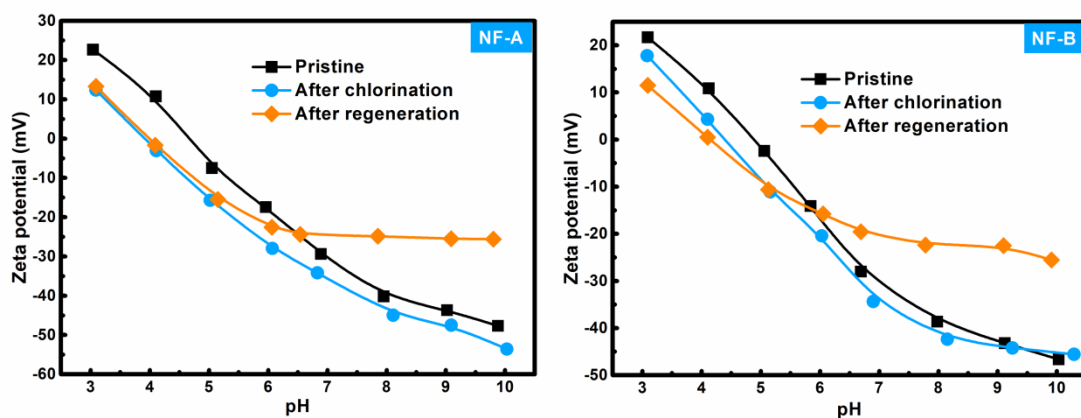 NF-A
Pristine
After chlorination
After regeneration
Zeta potential (mV)
30
20
10
0
-10
-20
-30
-40
-50
-60
3 4 5 6 7 8 9 10
pH
NF-B
Pristine
After chlorination
After regeneration
Zeta potential (mV)
20
10
0
-10
-20
-30
-40
-50
3 4 5 6 7 8 9 10
pH